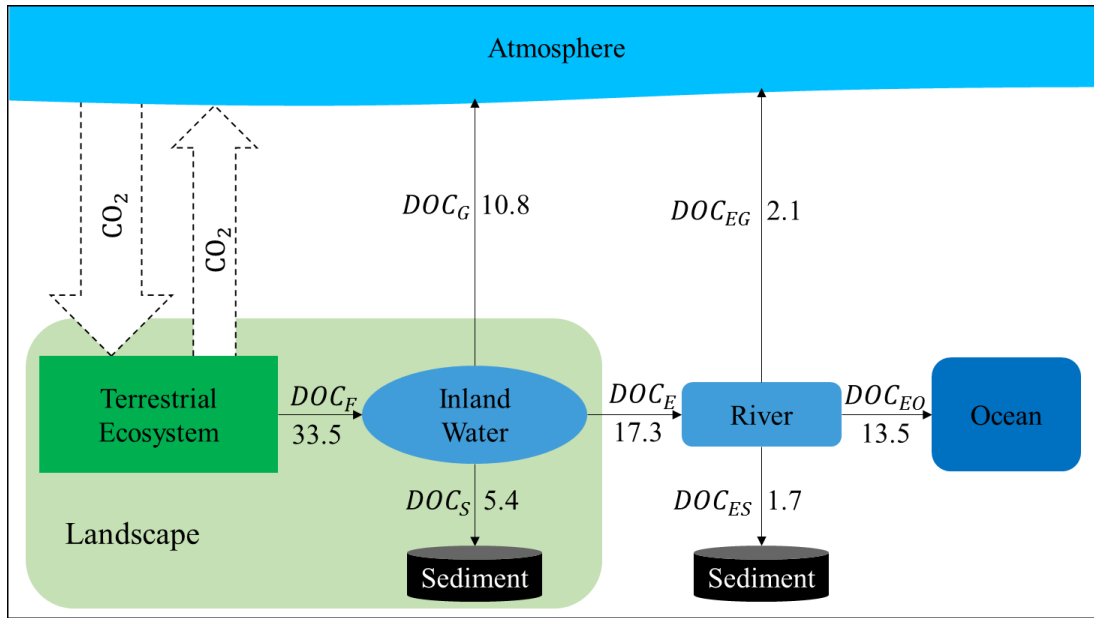 Atmosphere
CO₂
CO₂
DOC_G 10.8
DOC_EG 2.1
Terrestrial
Ecosystem
DOC_F
33.5
Inland
Water
DOC_E
17.3
River
DOC_EO
13.5
Ocean
DOC_S 5.4
DOC_ES 1.7
Landscape
Sediment
Sediment